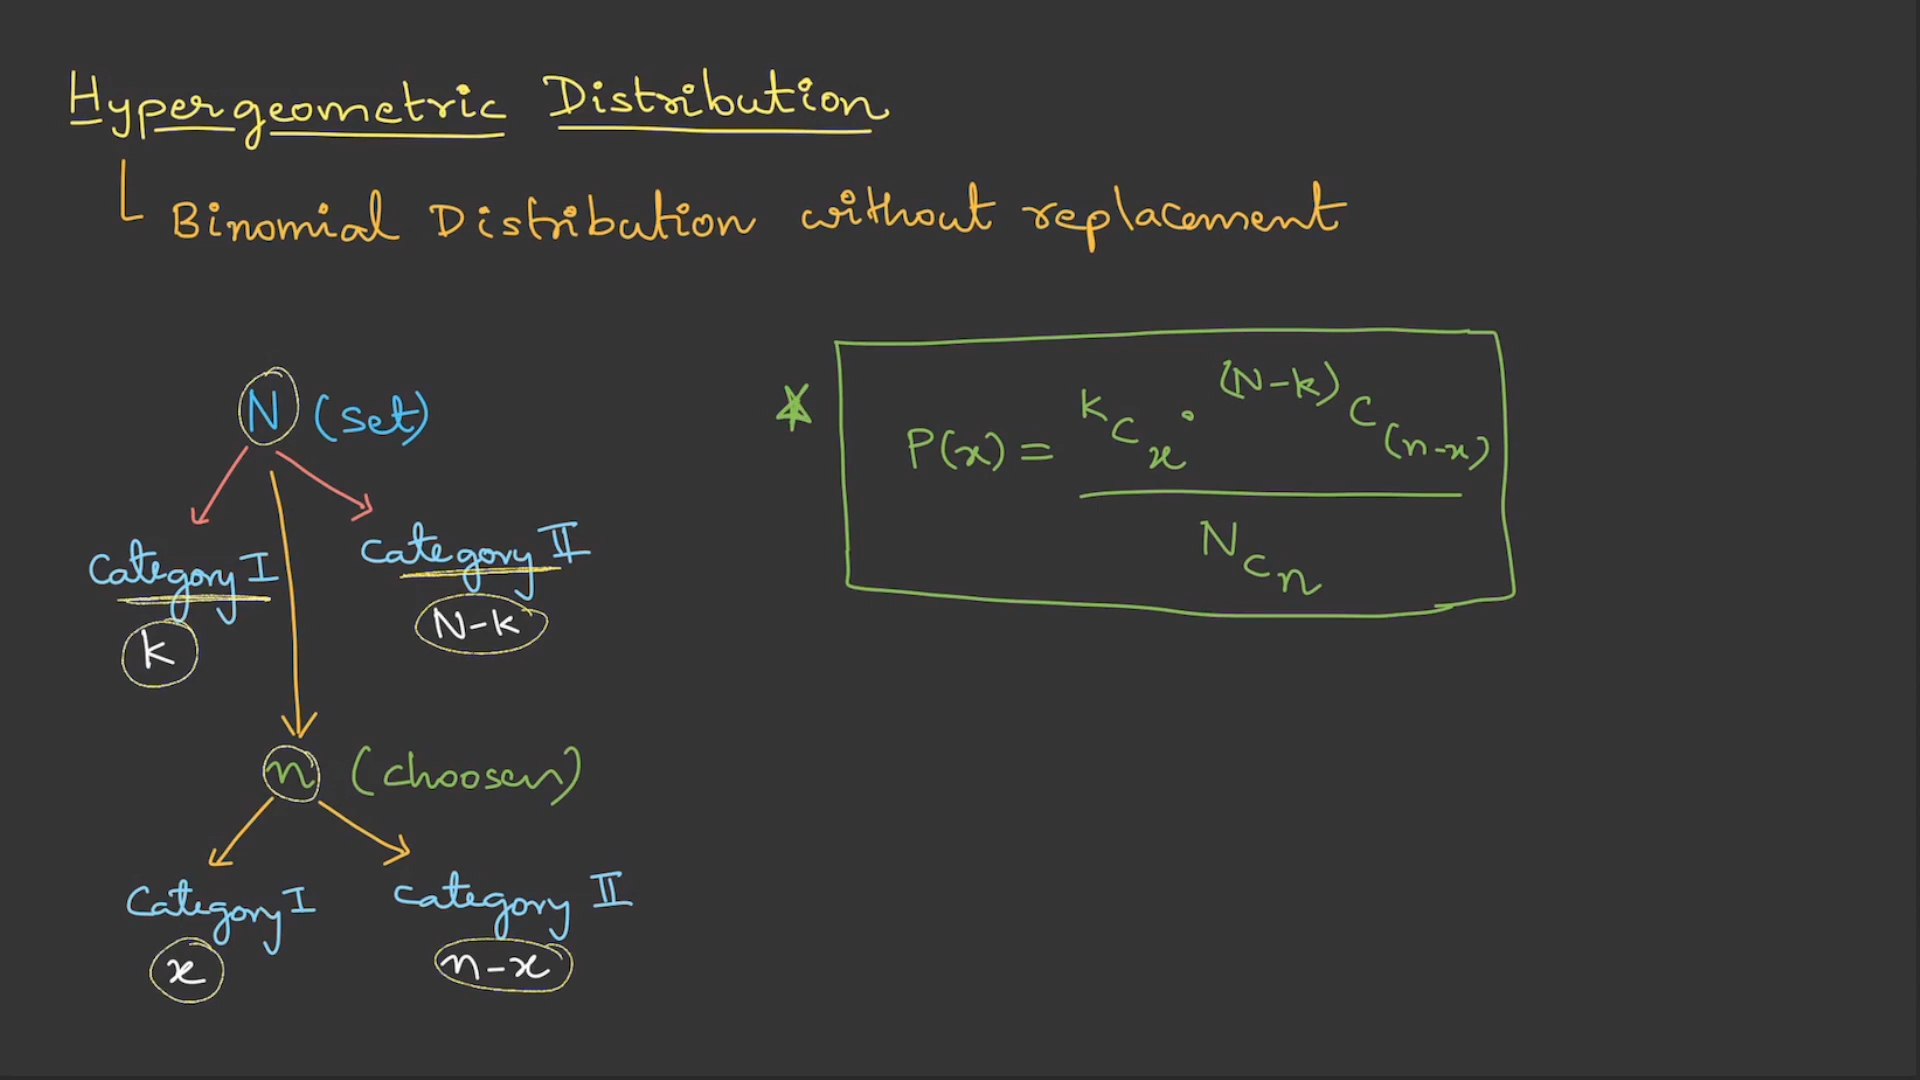 Hypergeometric Distribution
Binomial Distribution without replacement
N (set)
Category I
k
Category II
N-k
n (choosen)
Category I
x
Category II
n-x
* P(x) = kCx · (N-k)C(n-x)
NCn